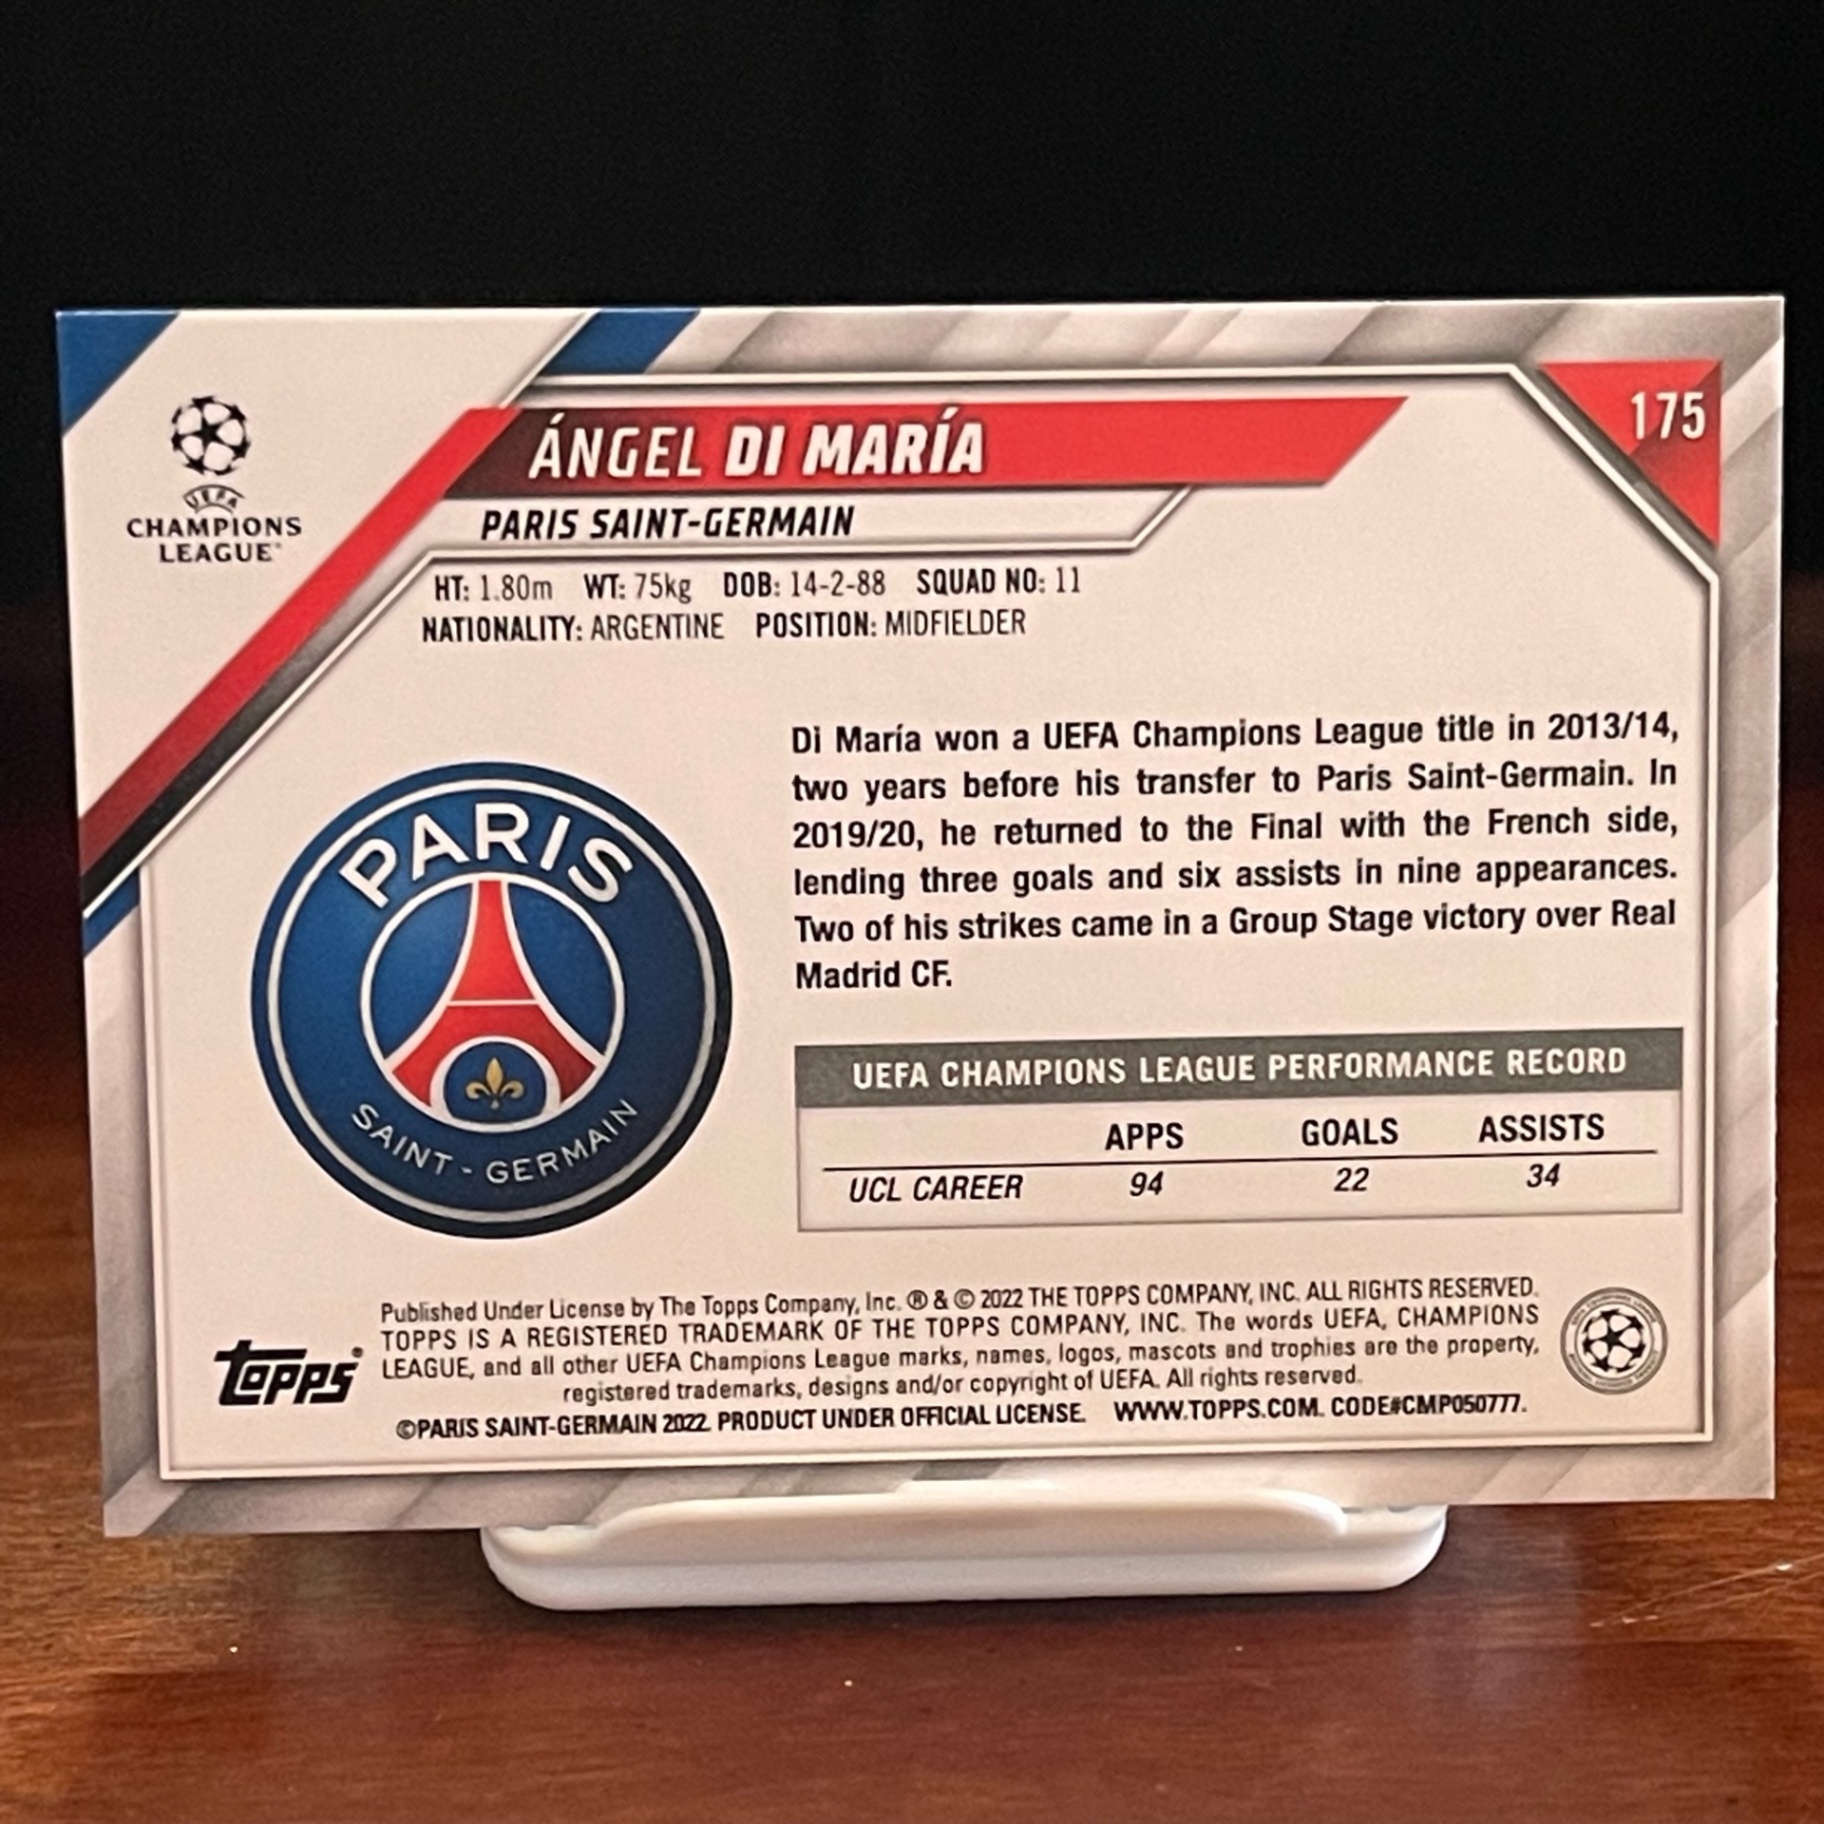 UEFA
CHAMPIONS
LEAGUE
ÁNGEL DI MARÍA
175
PARIS SAINT-GERMAIN
HT: 1.80m WT: 75kg DOB: 14-2-88 SQUAD NO: 11
NATIONALITY: ARGENTINE POSITION: MIDFIELDER
PARIS
SAINT - GERMAIN
Di María won a UEFA Champions League title in 2013/14,
two years before his transfer to Paris Saint-Germain. In
2019/20, he returned to the Final with the French side,
lending three goals and six assists in nine appearances.
Two of his strikes came in a Group Stage victory over Real
Madrid CF.
UEFA CHAMPIONS LEAGUE PERFORMANCE RECORD
APPS GOALS ASSISTS
UCL CAREER 94 22 34
topps®
Published Under License by The Topps Company, Inc. ® & © 2022 THE TOPPS COMPANY, INC. ALL RIGHTS RESERVED.
TOPPS IS A REGISTERED TRADEMARK OF THE TOPPS COMPANY, INC. The words UEFA, CHAMPIONS
LEAGUE, and all other UEFA Champions League marks, names, logos, mascots and trophies are the property,
registered trademarks, designs and/or copyright of UEFA. All rights reserved.
©PARIS SAINT-GERMAIN 2022. PRODUCT UNDER OFFICIAL LICENSE. WWW.TOPPS.COM. CODE#CMP050777.